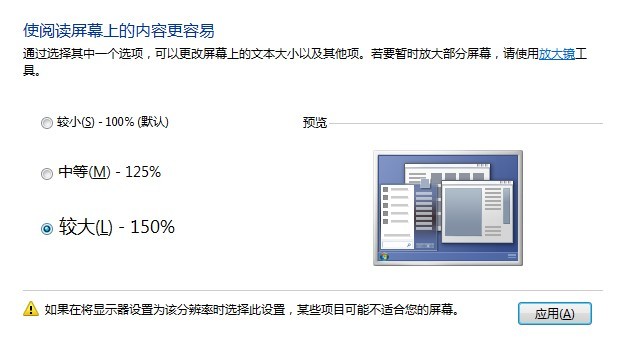 使阅读屏幕上的内容更容易
通过选择其中一个选项，可以更改屏幕上的文本大小以及其他项。若要暂时放大部分屏幕，请使用放大镜工
具。
较小(S) - 100% (默认)
预览
中等(M) - 125%
较大(L) - 150%
如果在将显示器设置为该分辨率时选择此设置，某些项目可能不适合您的屏幕。
应用(A)